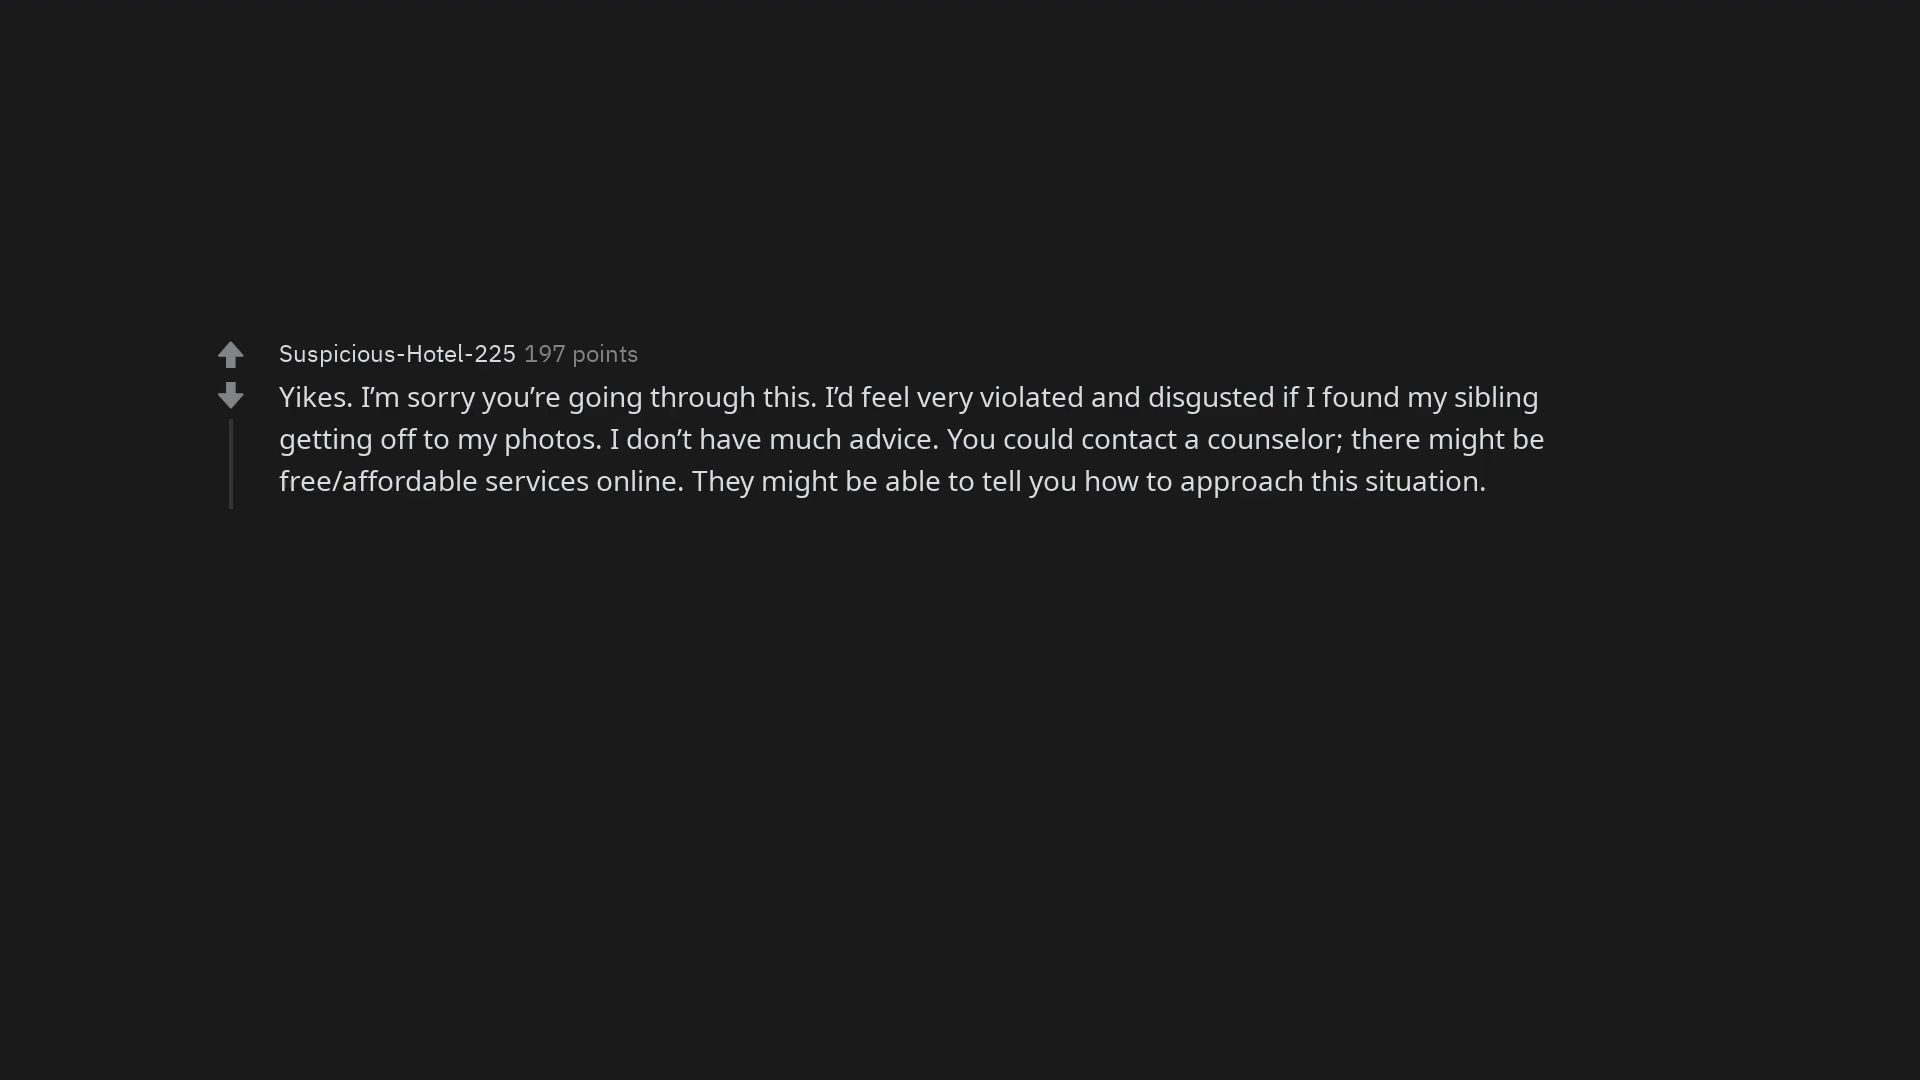 Suspicious-Hotel-225 197 points
Yikes. I’m sorry you’re going through this. I’d feel very violated and disgusted if I found my sibling
getting off to my photos. I don’t have much advice. You could contact a counselor; there might be
free/affordable services online. They might be able to tell you how to approach this situation.